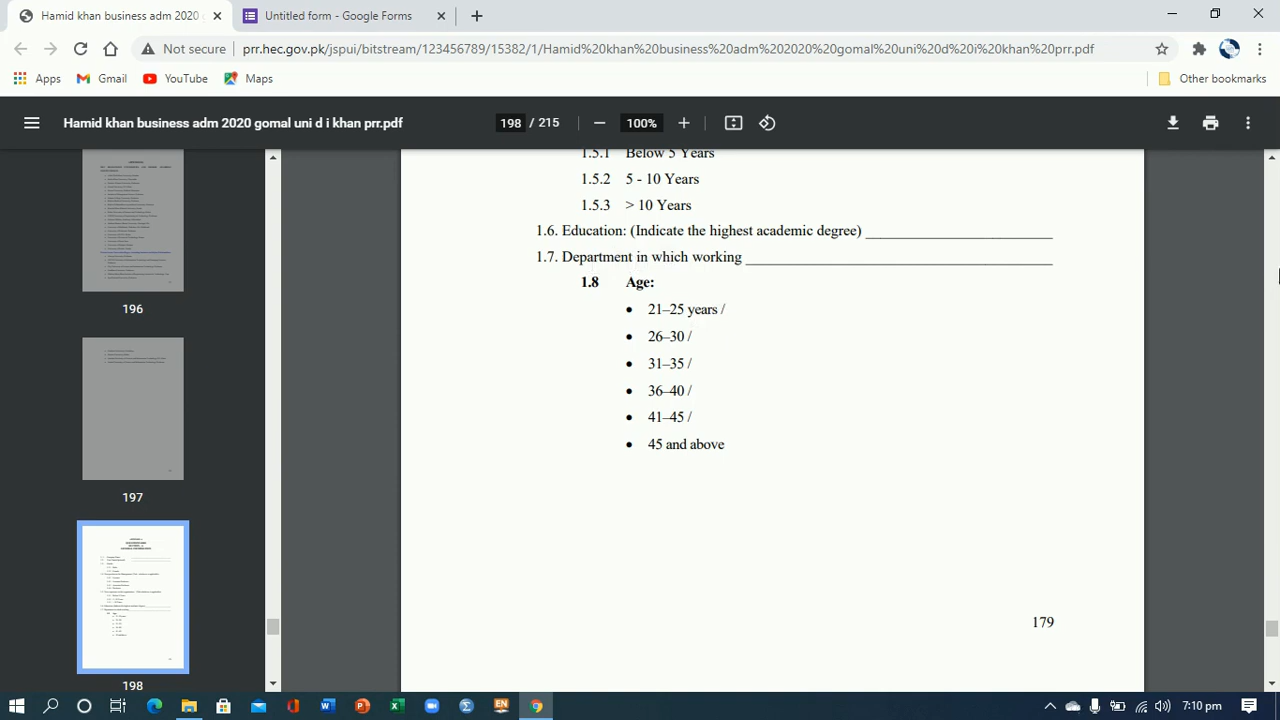 Hamid khan business adm 2020
Untitled form - Google Forms
Not secure
prr.hec.gov.pk/jspui/bitstream/123456789/15382/1/Hamid%20khan%20business%20adm%202020%20gomal%20uni%20d%20i%20khan%20prr.pdf
Apps
Gmail
YouTube
Maps
Other bookmarks
Hamid khan business adm 2020 gomal uni d i khan prr.pdf
198 / 215
100%
196
197
198
1.5.1 Below 5 Years
1.5.2 5 - 10 Years
1.5.3 > 10 Years
1.6. Education: (Indicate the highest academic degree)
1.7. Department in which working
1.8 Age:
• 21–25 years /
• 26–30 /
• 31–35 /
• 36–40 /
• 41–45 /
• 45 and above
179
EN
7:10 pm